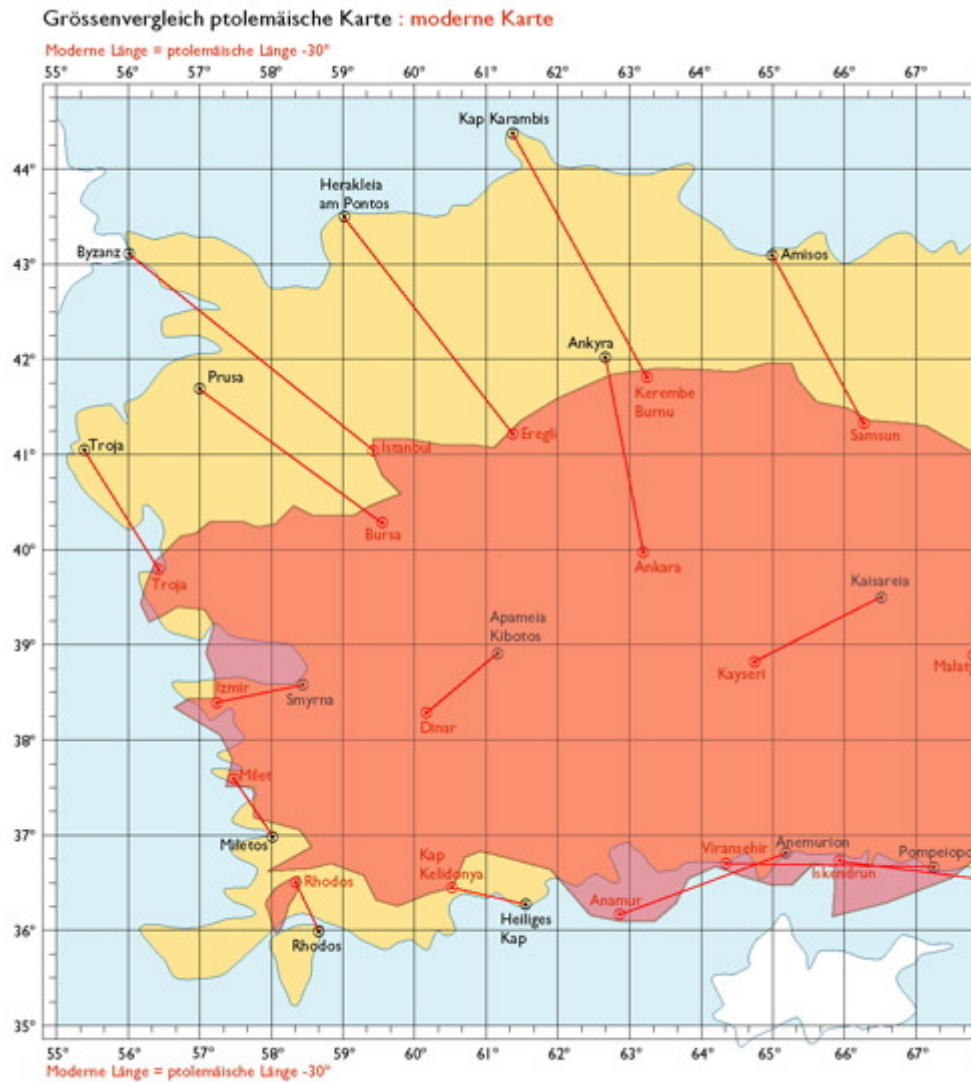 Grössenvergleich ptolemäische Karte : moderne Karte
Moderne Länge = ptolemäische Länge -30°
55° 56° 57° 58° 59° 60° 61° 62° 63° 64° 65° 66° 67°
Kap Karambis
44°
Herakleia
am Pontos
Byzanz
43°
Amisos
42°
Ankyra
Prusa
Kerembe
Burnu
Eregli
Samsun
41°
Troja
Istanoul
Bursa
40°
Ankara
Troja
Kaisareia
Apameia
Kibotos
39°
Kayseri
Malaty
Izmir
Smyrna
Dinar
38°
Milet
37°
Miletos
Anemurion
Viransehir
Kap
Kelidonya
Pompeiopo
Iskendrun
Rhodos
Anamur
36°
Heiliges
Kap
Rhodos
35°
55° 56° 57° 58° 59° 60° 61° 62° 63° 64° 65° 66° 67°
Moderne Länge = ptolemäische Länge -30°